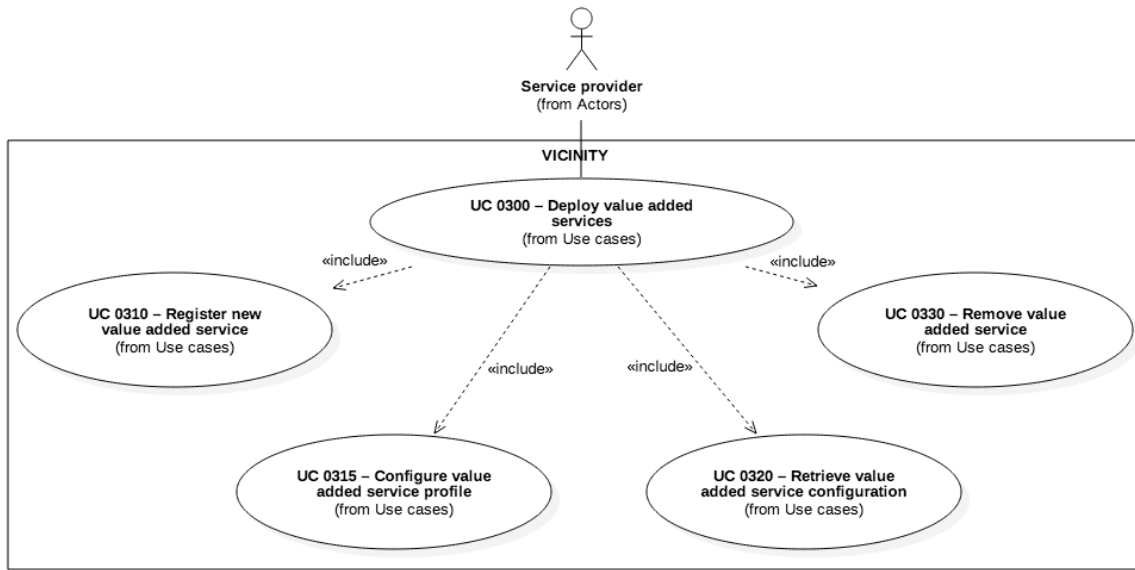 Service provider
(from Actors)
VICINITY
UC 0300 – Deploy value added
services
(from Use cases)
«include»
«include»
UC 0310 – Register new
value added service
(from Use cases)
UC 0330 – Remove value
added service
(from Use cases)
«include»
«include»
UC 0315 – Configure value
added service profile
(from Use cases)
UC 0320 – Retrieve value
added service configuration
(from Use cases)